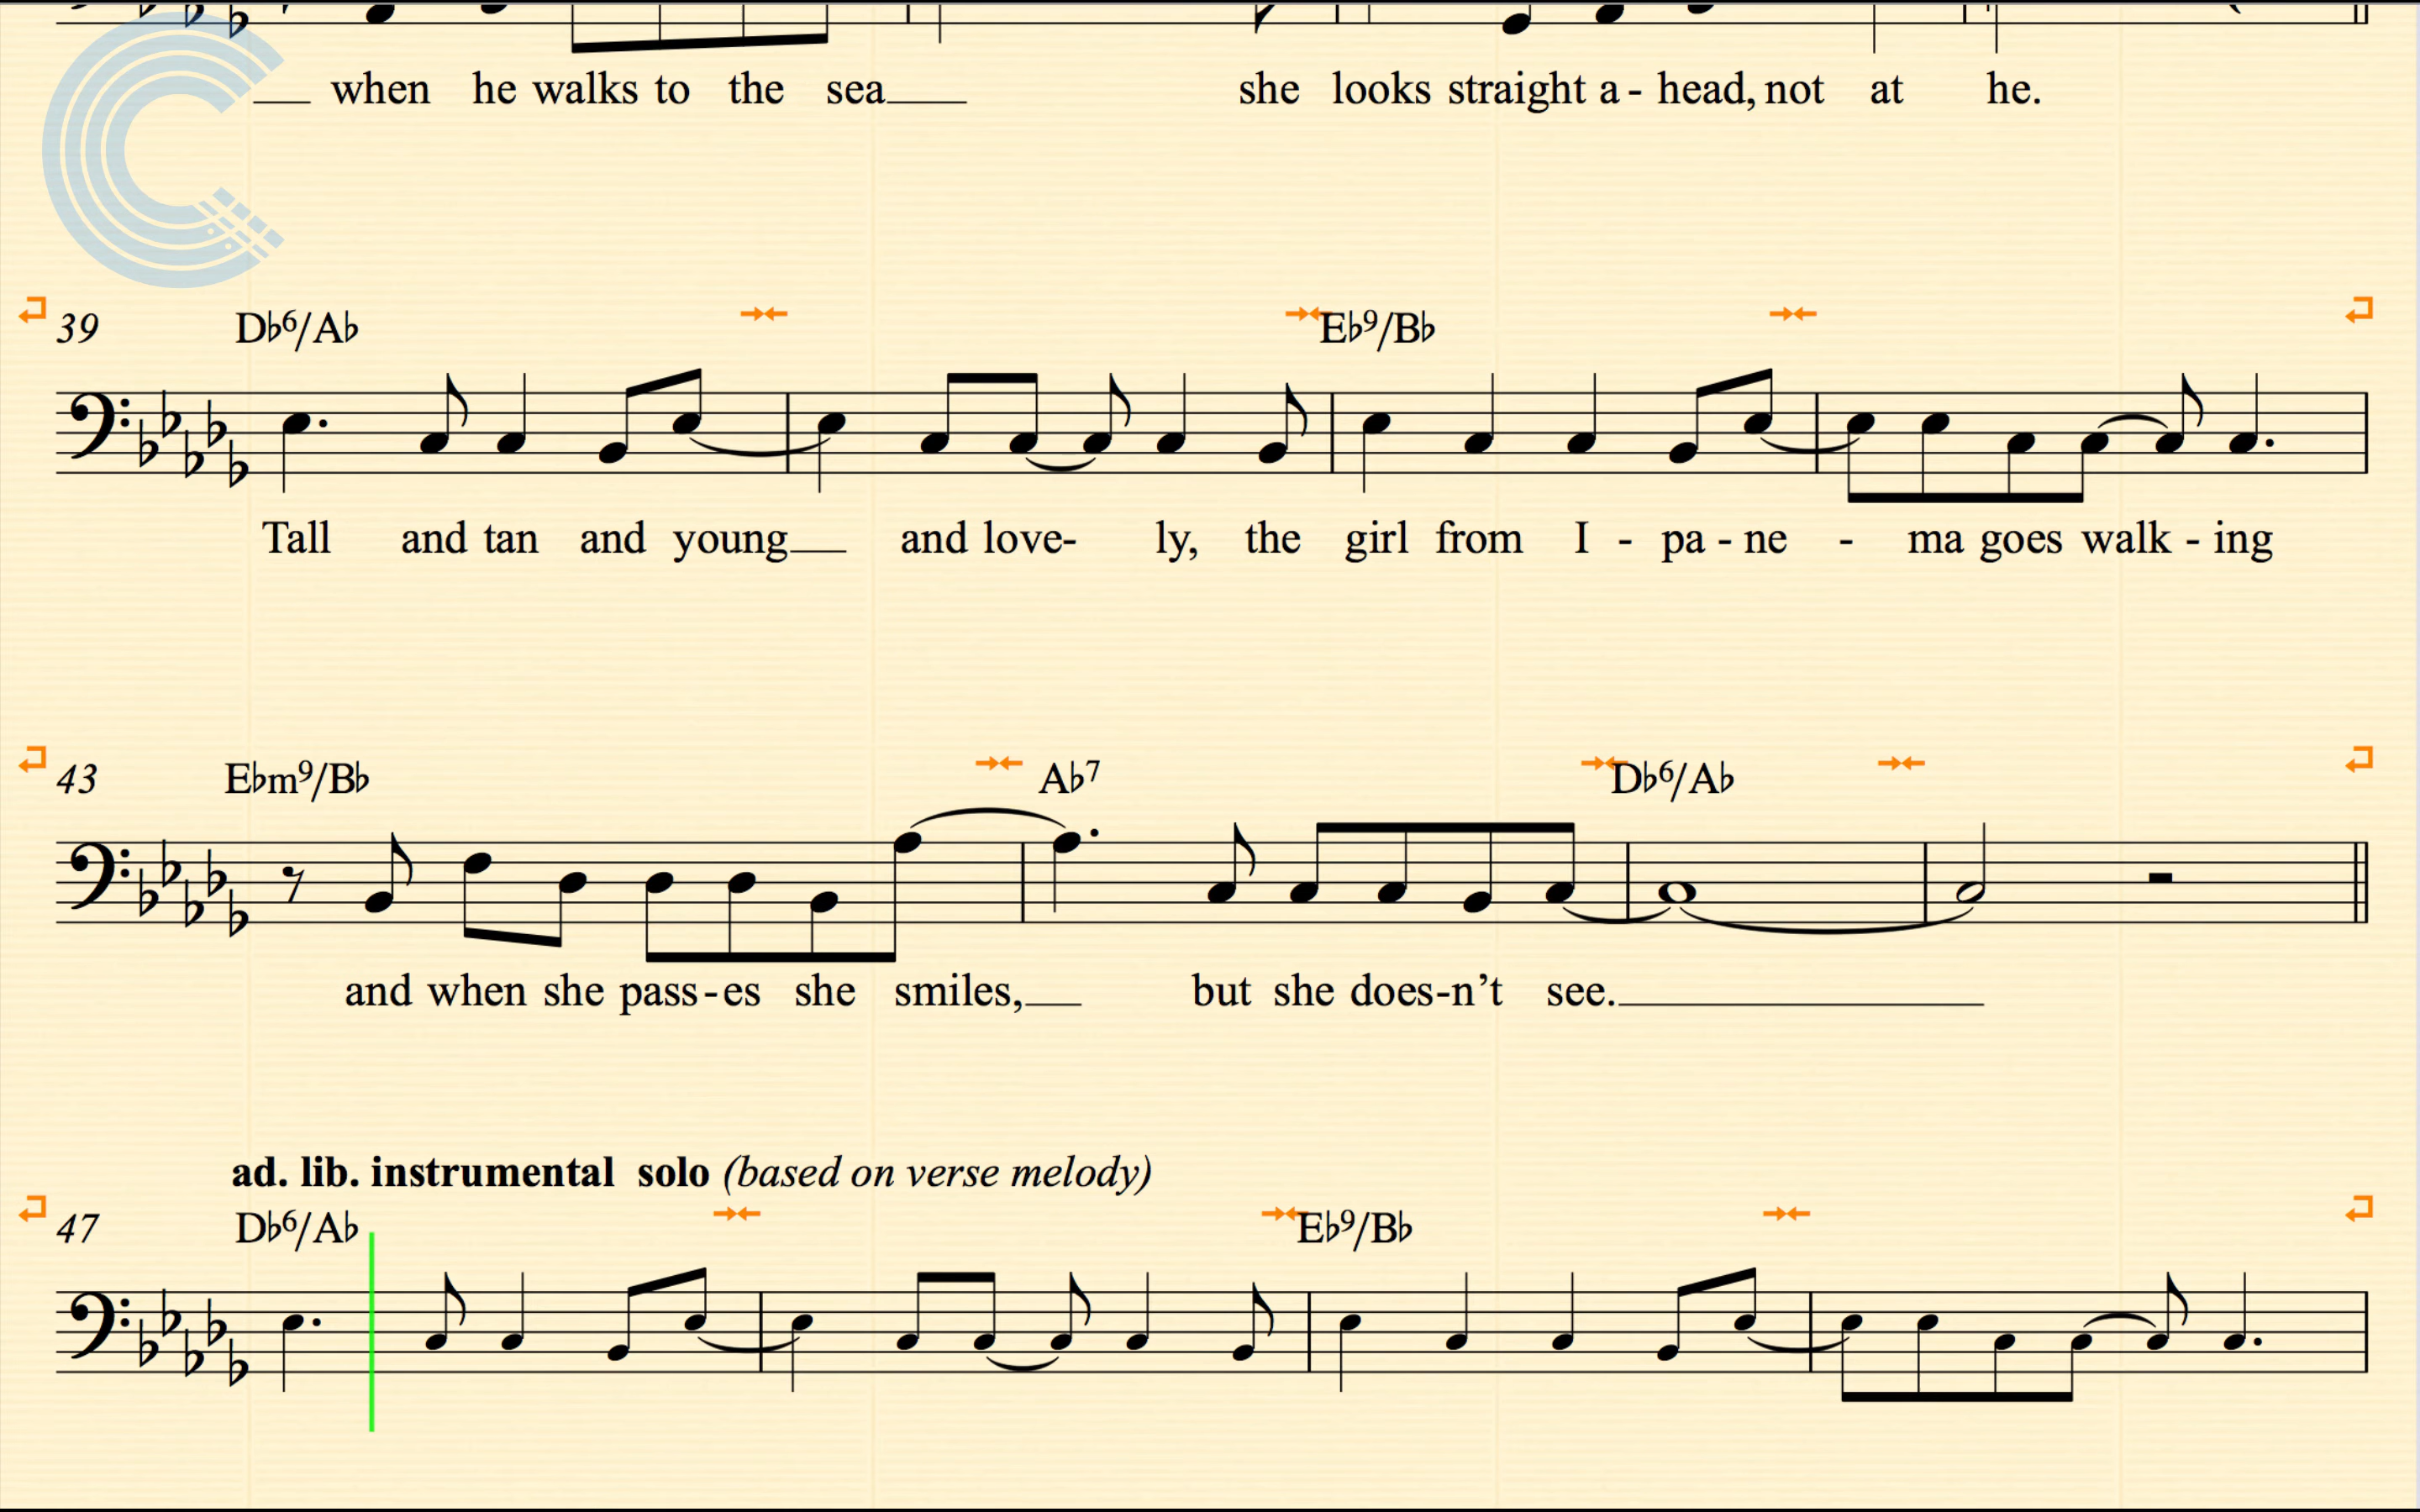 when he walks to the sea she looks straight a - head, not at he.
39 D♭6/A♭ E♭9/B♭
Tall and tan and young and love- ly, the girl from I - pa - ne - ma goes walk - ing
43 E♭m9/B♭ A♭7 D♭6/A♭
and when she pass - es she smiles, but she does-n’t see.
ad. lib. instrumental solo (based on verse melody)
47 D♭6/A♭ E♭9/B♭